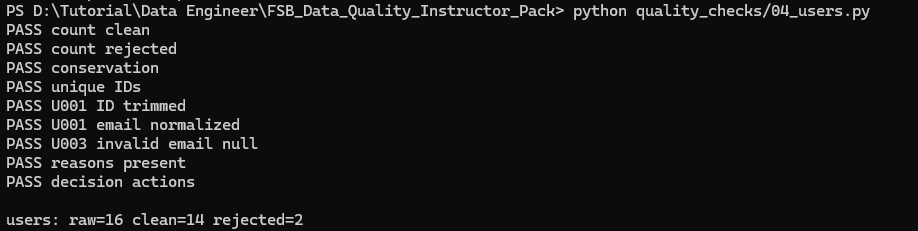 PS D:\Tutorial\Data Engineer\FSB_Data_Quality_Instructor_Pack> python quality_checks/04_users.py
PASS count clean
PASS count rejected
PASS conservation
PASS unique IDs
PASS U001 ID trimmed
PASS U001 email normalized
PASS U003 invalid email null
PASS reasons present
PASS decision actions
users: raw=16 clean=14 rejected=2